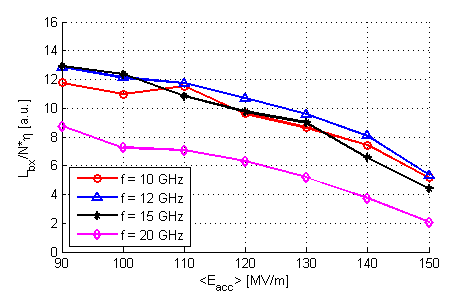 16
14
12
10
8
6
4
2
0
L_bx/N*η [a.u.]
f = 10 GHz
f = 12 GHz
f = 15 GHz
f = 20 GHz
90 100 110 120 130 140 150
<E_acc> [MV/m]